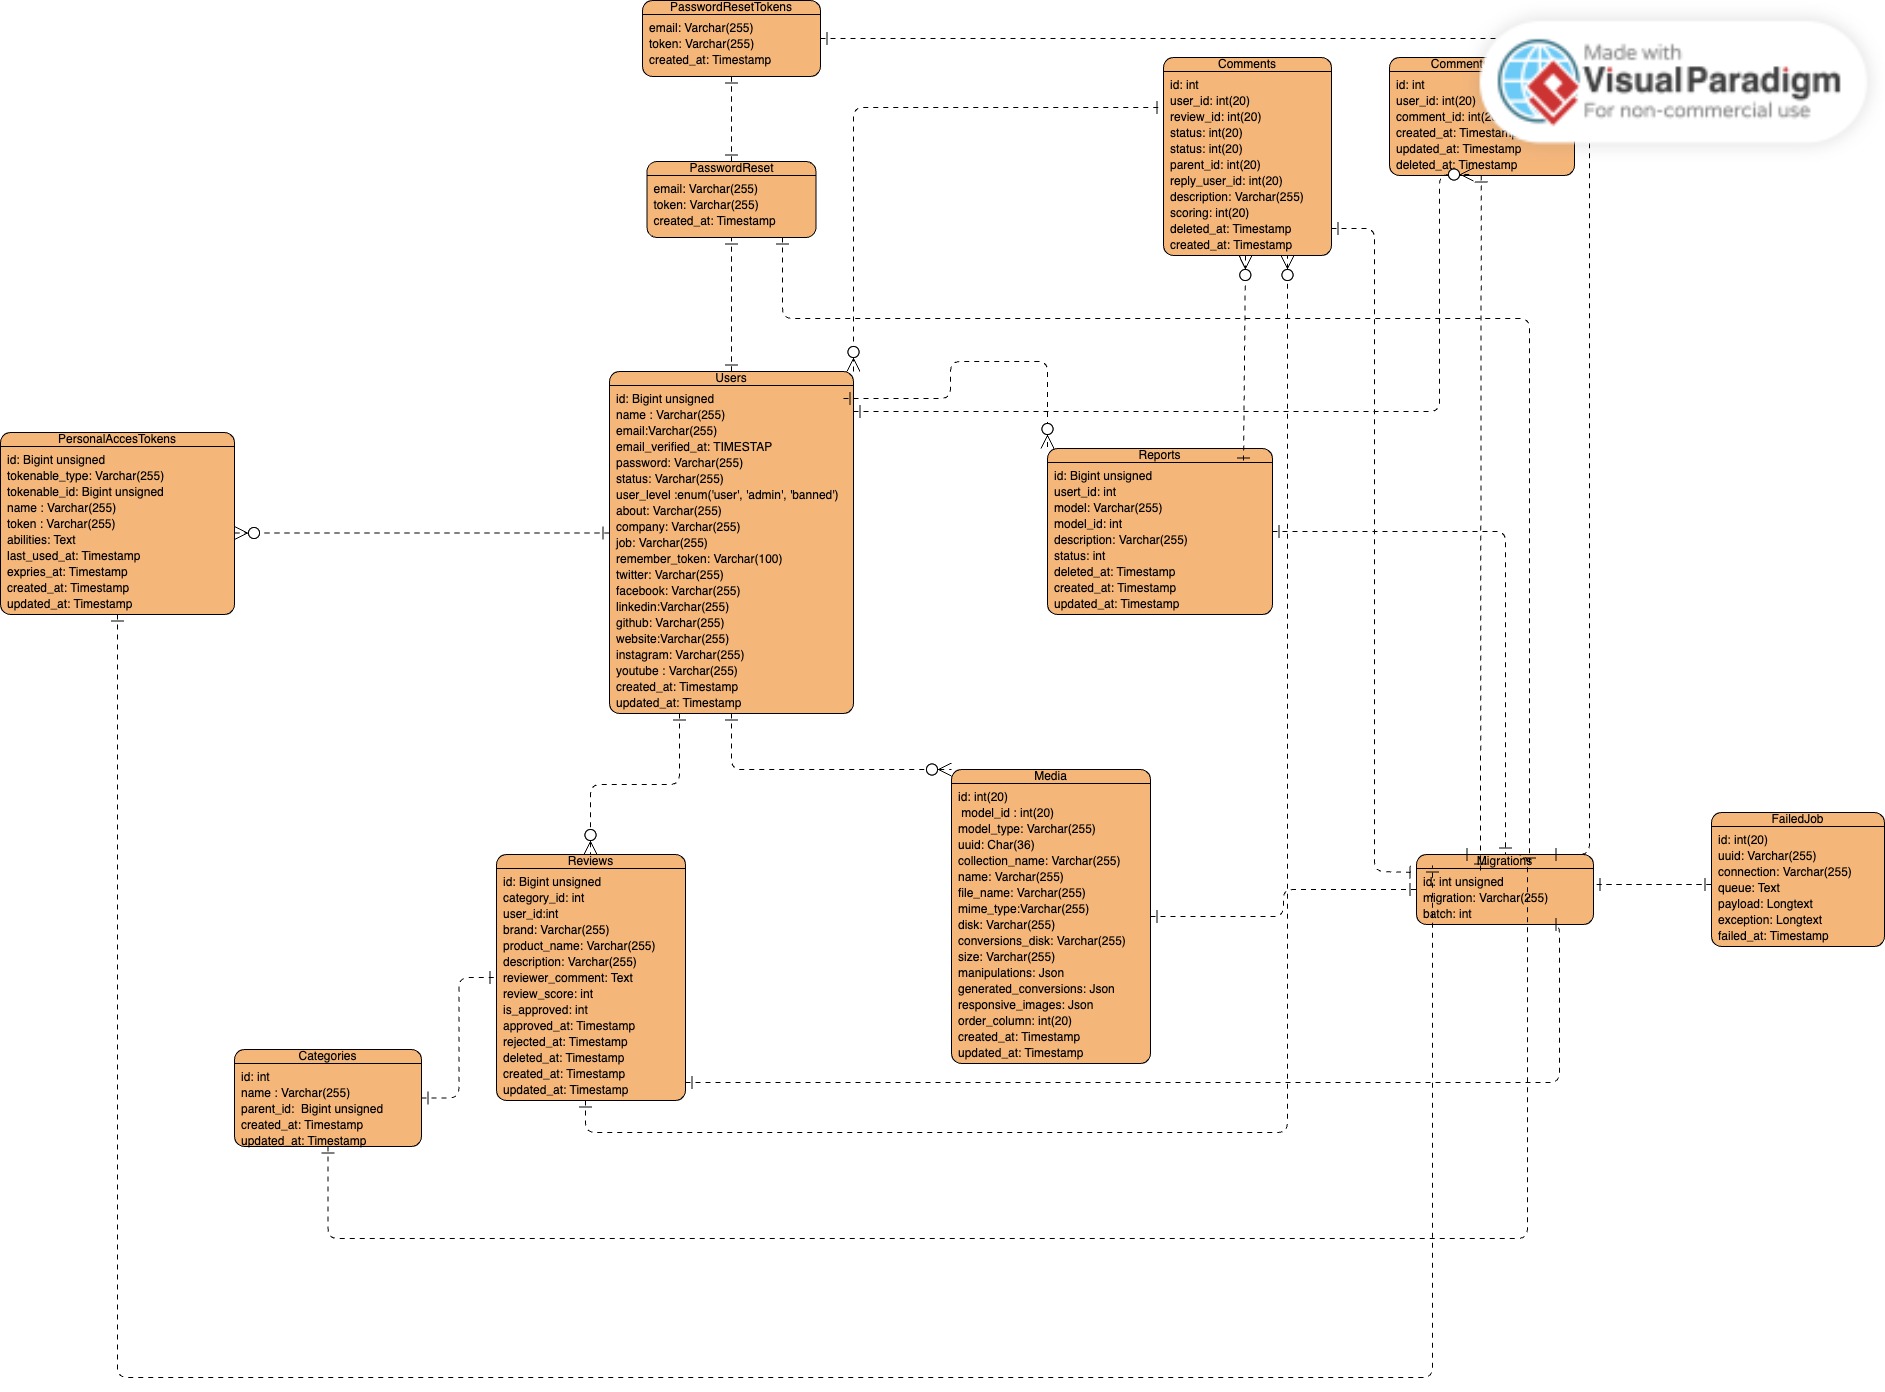 PasswordResetTokens
email: Varchar(255)
token: Varchar(255)
created_at: Timestamp
PasswordReset
email: Varchar(255)
token: Varchar(255)
created_at: Timestamp
Comments
id: int
user_id: int(20)
review_id: int(20)
status: int(20)
status: int(20)
parent_id: int(20)
reply_user_id: int(20)
description: Varchar(255)
scoring: int(20)
deleted_at: Timestamp
created_at: Timestamp
Comment
id: int
user_id: int(20)
comment_id: int(2
created_at: Timestamp
updated_at: Timestamp
deleted_at: Timestamp
Made with
Visual Paradigm
For non-commercial use
Users
id: Bigint unsigned
name : Varchar(255)
email:Varchar(255)
email_verified_at: TIMESTAP
password: Varchar(255)
status: Varchar(255)
user_level :enum('user', 'admin', 'banned')
about: Varchar(255)
company: Varchar(255)
job: Varchar(255)
remember_token: Varchar(100)
twitter: Varchar(255)
facebook: Varchar(255)
linkedin:Varchar(255)
github: Varchar(255)
website:Varchar(255)
instagram: Varchar(255)
youtube : Varchar(255)
created_at: Timestamp
updated_at: Timestamp
PersonalAccesTokens
id: Bigint unsigned
tokenable_type: Varchar(255)
tokenable_id: Bigint unsigned
name : Varchar(255)
token : Varchar(255)
abilities: Text
last_used_at: Timestamp
expries_at: Timestamp
created_at: Timestamp
updated_at: Timestamp
Reports
id: Bigint unsigned
usert_id: int
model: Varchar(255)
model_id: int
description: Varchar(255)
status: int
deleted_at: Timestamp
created_at: Timestamp
updated_at: Timestamp
Media
id: int(20)
model_id : int(20)
model_type: Varchar(255)
uuid: Char(36)
collection_name: Varchar(255)
name: Varchar(255)
file_name: Varchar(255)
mime_type:Varchar(255)
disk: Varchar(255)
conversions_disk: Varchar(255)
size: Varchar(255)
manipulations: Json
generated_conversions: Json
responsive_images: Json
order_column: int(20)
created_at: Timestamp
updated_at: Timestamp
FailedJob
id: int(20)
uuid: Varchar(255)
connection: Varchar(255)
queue: Text
payload: Longtext
exception: Longtext
failed_at: Timestamp
Migrations
id: int unsigned
migration: Varchar(255)
batch: int
Reviews
id: Bigint unsigned
category_id: int
user_id:int
brand: Varchar(255)
product_name: Varchar(255)
description: Varchar(255)
reviewer_comment: Text
review_score: int
is_approved: int
approved_at: Timestamp
rejected_at: Timestamp
deleted_at: Timestamp
created_at: Timestamp
updated_at: Timestamp
Categories
id: int
name : Varchar(255)
parent_id:  Bigint unsigned
created_at: Timestamp
updated_at: Timestamp